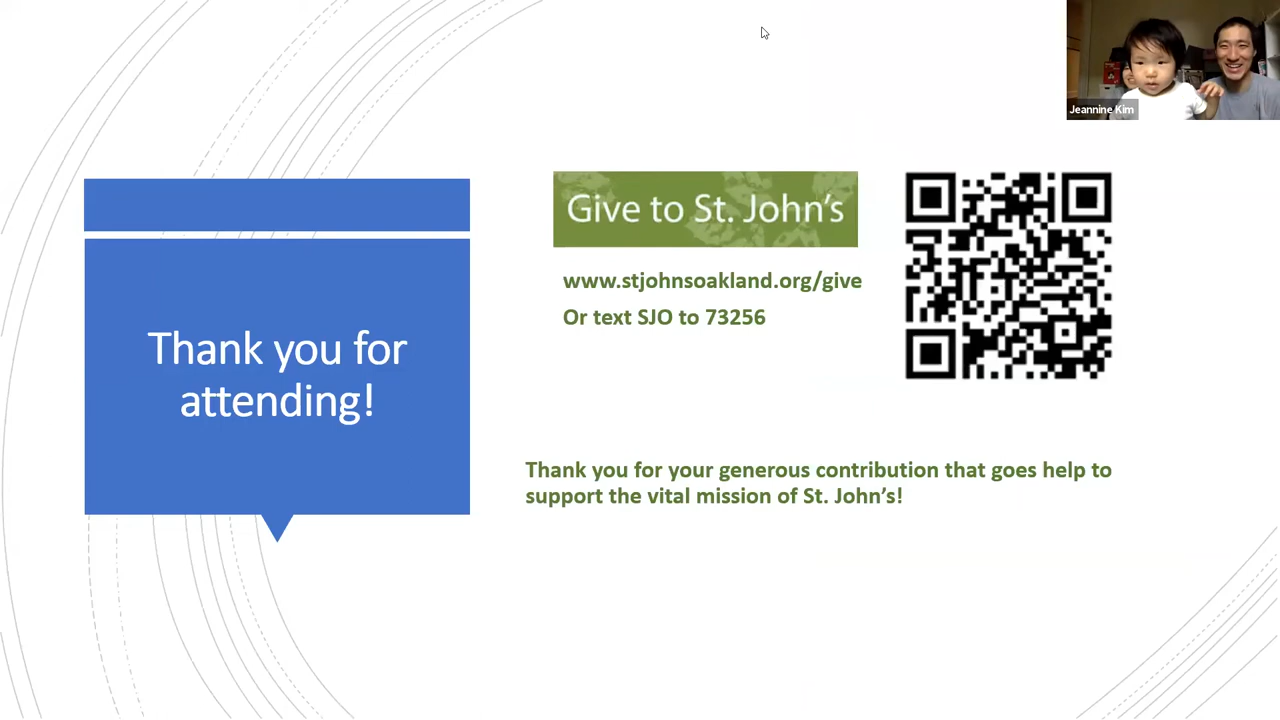 Jeannine Kim
Give to St. John's
www.stjohnsoakland.org/give
Or text SJO to 73256
Thank you for
attending!
Thank you for your generous contribution that goes help to
support the vital mission of St. John's!